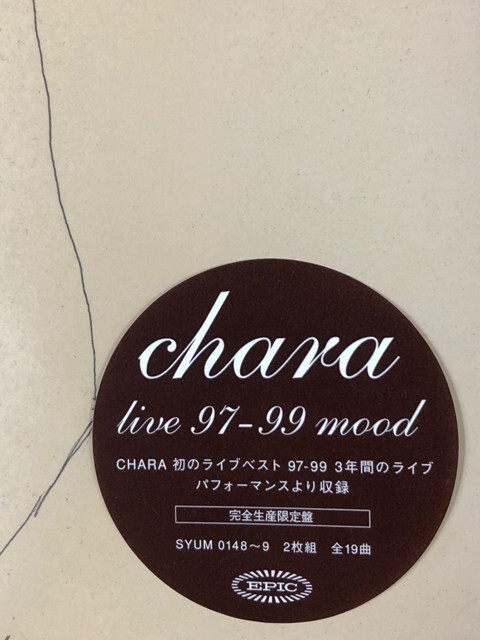 chara
live 97-99 mood
CHARA 初のライブベスト 97-99 3年間のライブ
パフォーマンスより収録
完全生産限定盤
SYUM 0148〜9 2枚組 全19曲
EPIC